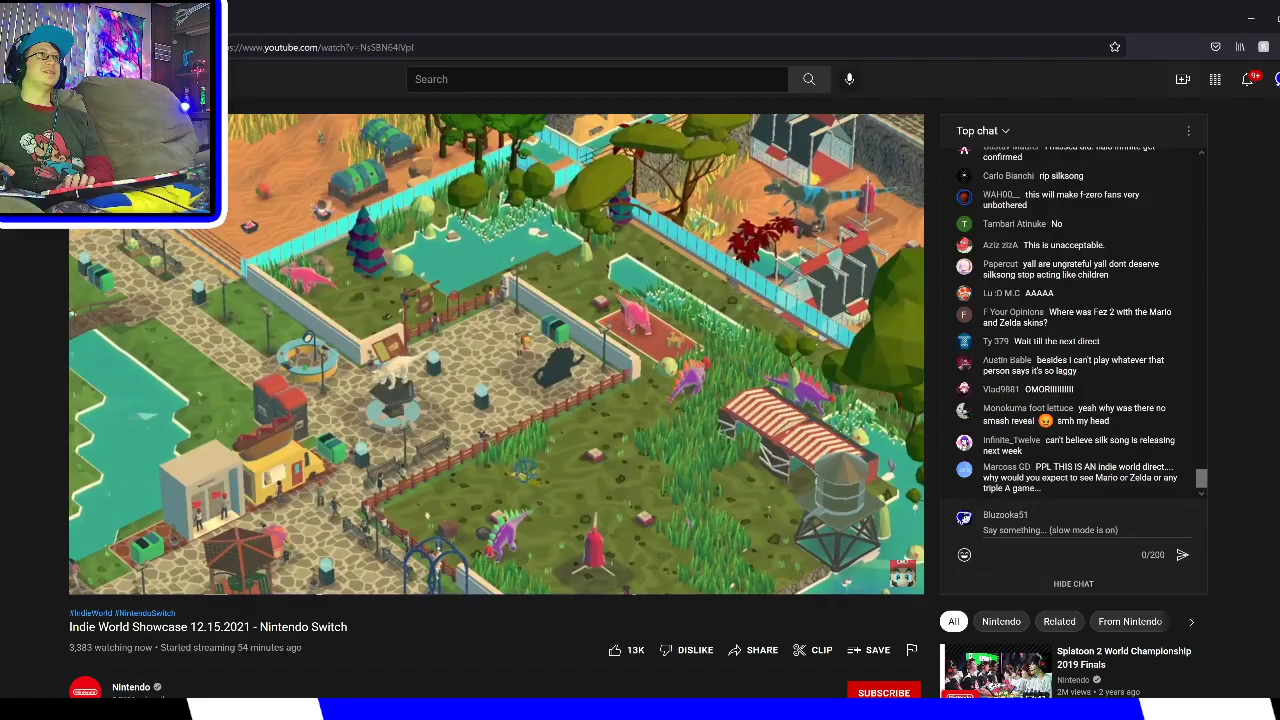 https://www.youtube.com/watch?v=NsSBN64lVpI
Search
9+
Top chat
confirmed
Carlo Bianchi rip silksong
WAH00__ this will make f-zero fans very
unbothered
Tambari Atinuke No
Aziz zizA This is unacceptable.
Papercut yall are ungrateful yall dont deserve
silksong stop acting like children
Lu :D M.C AAAAA
F Your Opinions Where was Fez 2 with the Mario
and Zelda skins?
Ty 379 Wait till the next direct
Austin Bable besides I can't play whatever that
person says it's so laggy
Vlad9881 OMORIIIIIIIIII
Monokuma foot lettuce yeah why was there no
smash reveal 😡 smh my head
Infinite_Twelve can't believe silk song is releasing
next week
Marcoss GD PPL THIS IS AN indie world direct....
why would you expect to see Mario or Zelda or any
triple A game...
Bluzooka51
Say something... (slow mode is on)
0/200
HIDE CHAT
#IndieWorld #NintendoSwitch
Indie World Showcase 12.15.2021 - Nintendo Switch
3,383 watching now • Started streaming 54 minutes ago
13K
DISLIKE
SHARE
CLIP
SAVE
Nintendo
SUBSCRIBE
All
Nintendo
Related
From Nintendo
Splatoon 2 World Championship
2019 Finals
Nintendo
2M views • 2 years ago